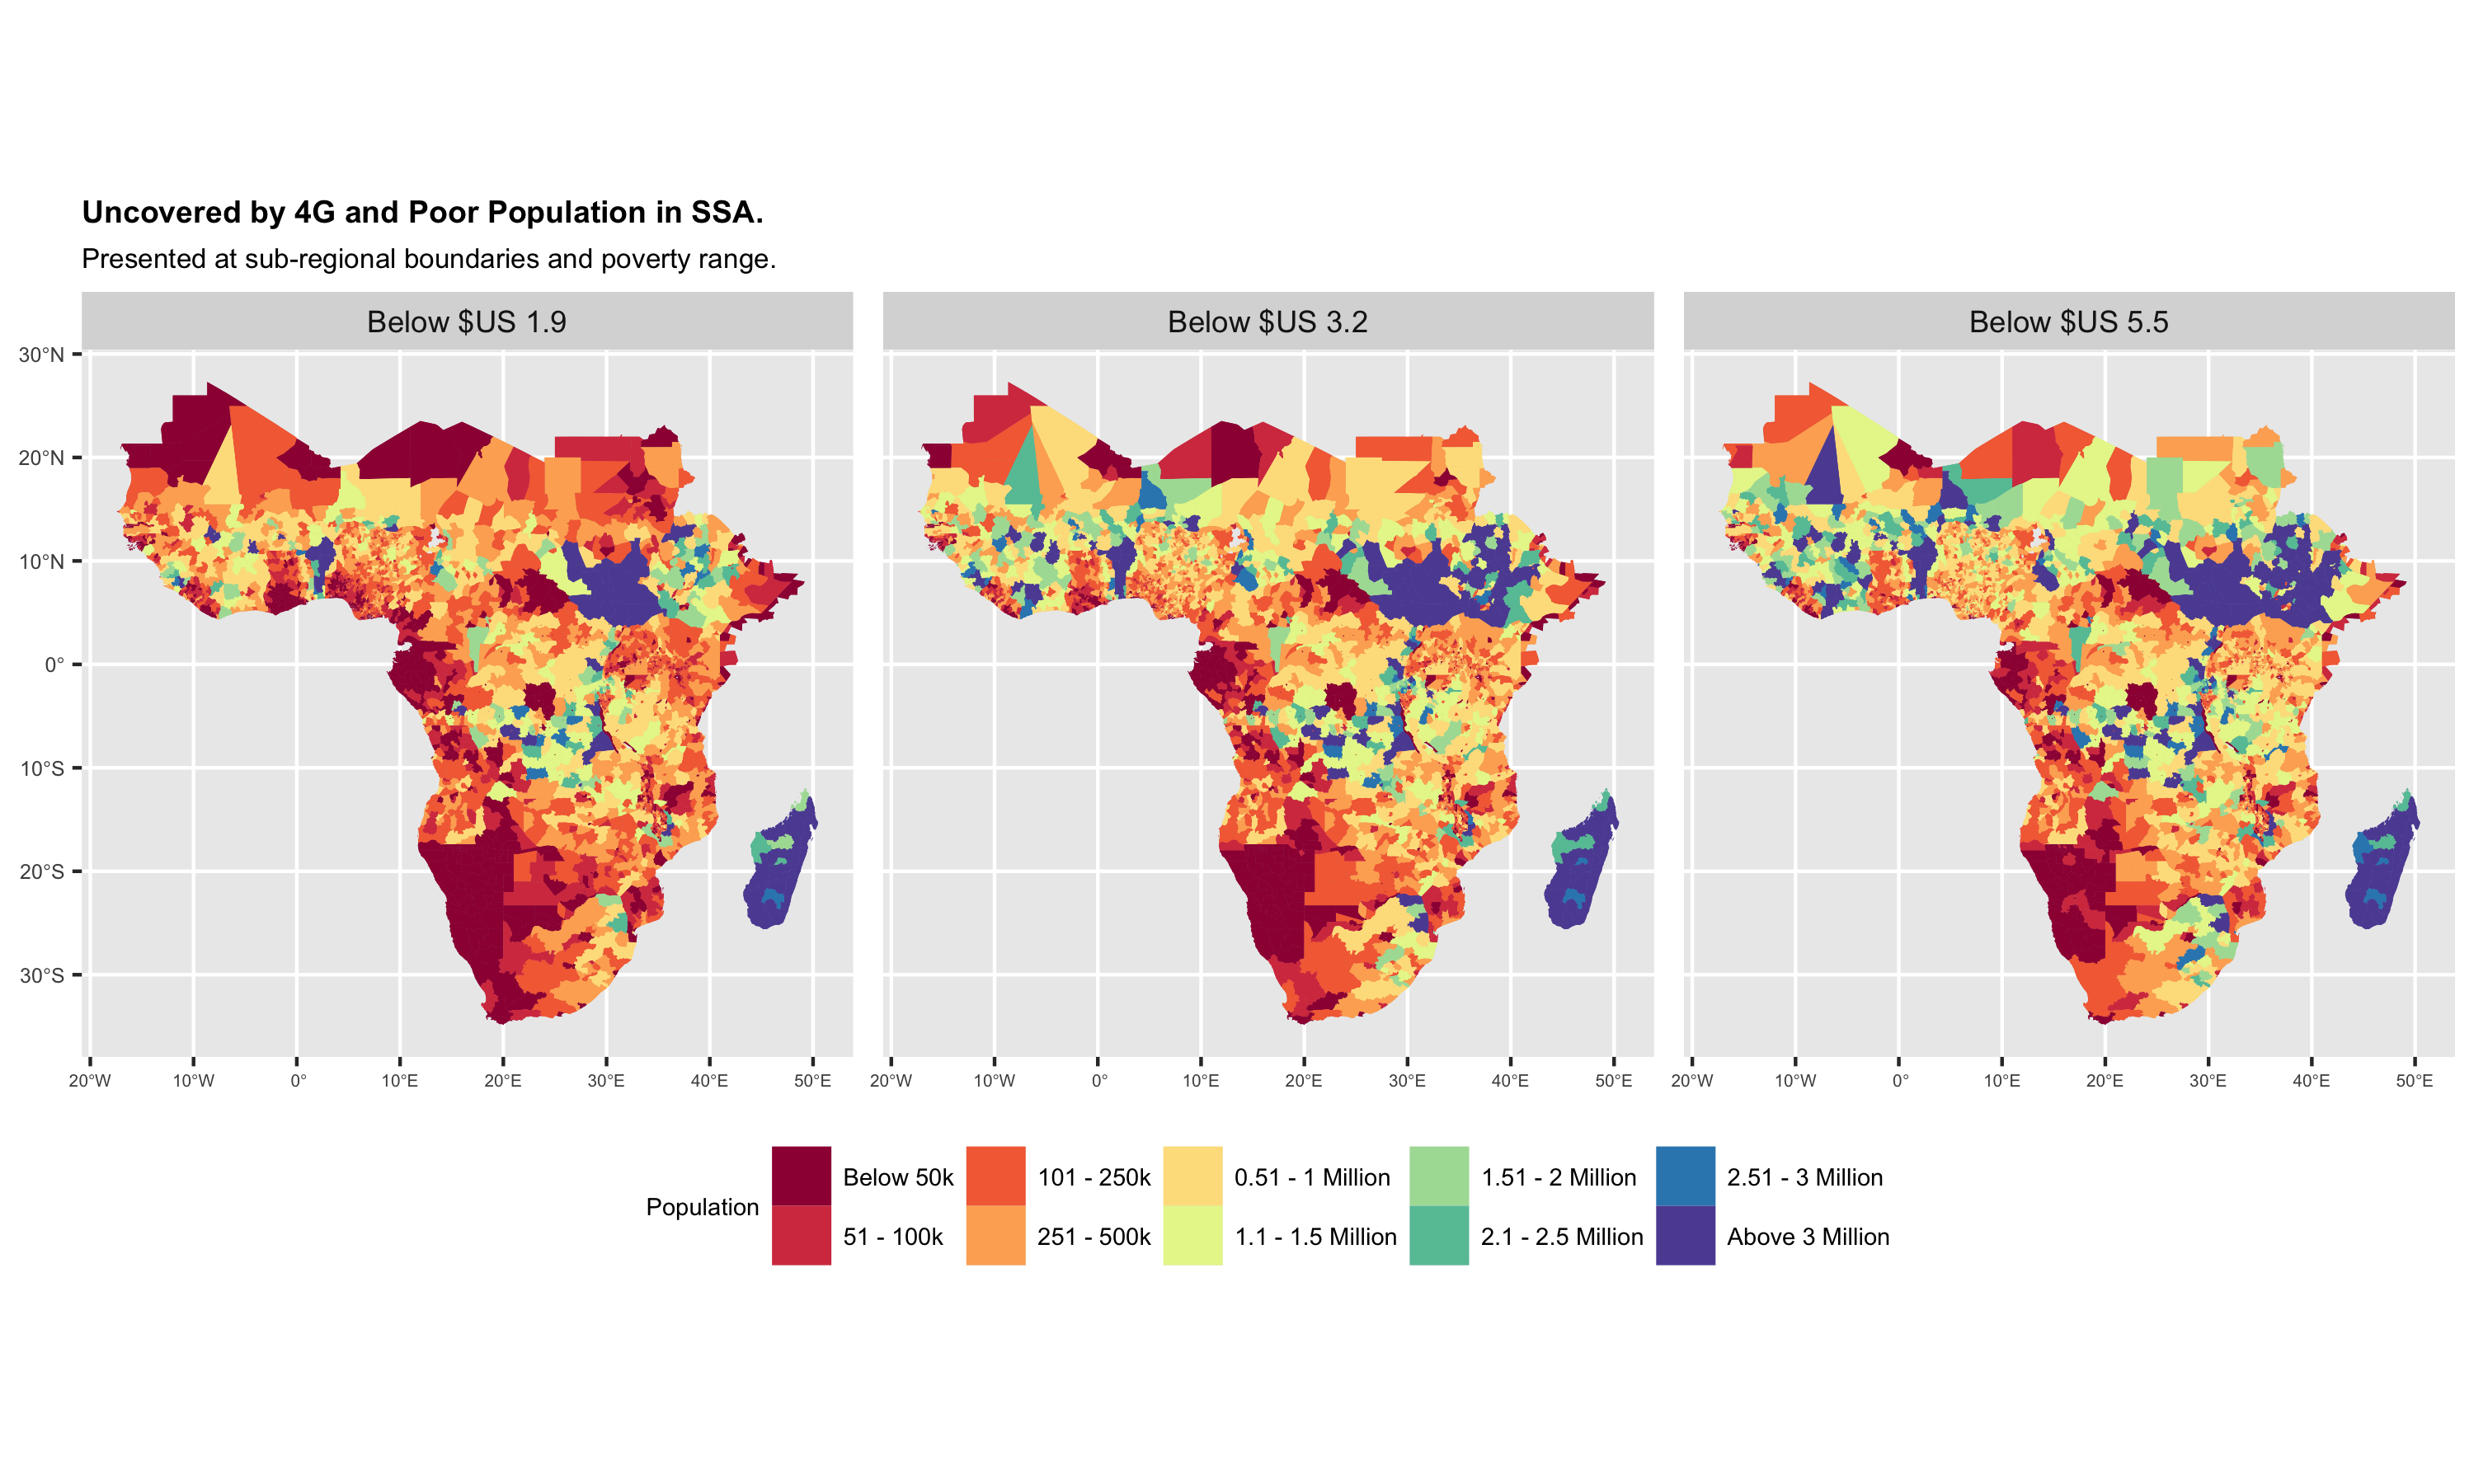 Uncovered by 4G and Poor Population in SSA.
Presented at sub-regional boundaries and poverty range.
Below $US 1.9
Below $US 3.2
Below $US 5.5
30°N
20°N
10°N
0°
10°S
20°S
30°S
20°W 10°W 0° 10°E 20°E 30°E 40°E 50°E
20°W 10°W 0° 10°E 20°E 30°E 40°E 50°E
20°W 10°W 0° 10°E 20°E 30°E 40°E 50°E
Population
Below 50k
51 - 100k
101 - 250k
251 - 500k
0.51 - 1 Million
1.1 - 1.5 Million
1.51 - 2 Million
2.1 - 2.5 Million
2.51 - 3 Million
Above 3 Million